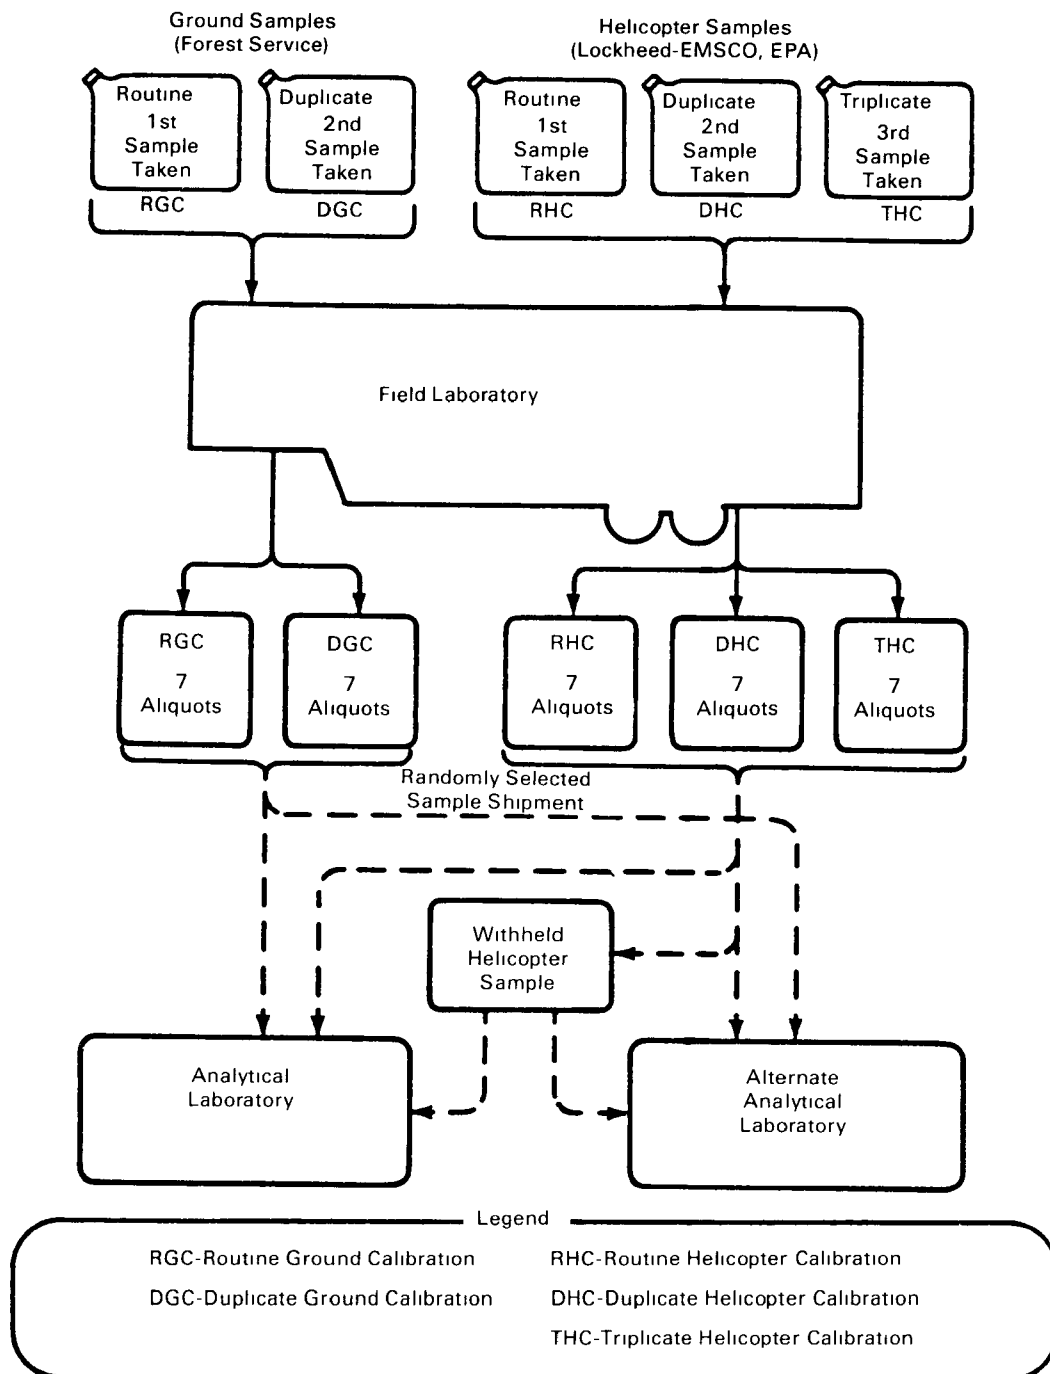 Ground Samples
(Forest Service)
Helicopter Samples
(Lockheed-EMSCO, EPA)
Routine
1st
Sample
Taken
Duplicate
2nd
Sample
Taken
Routine
1st
Sample
Taken
Duplicate
2nd
Sample
Taken
Triplicate
3rd
Sample
Taken
RGC
DGC
RHC
DHC
THC
Field Laboratory
RGC
7
Aliquots
DGC
7
Aliquots
RHC
7
Aliquots
DHC
7
Aliquots
THC
7
Aliquots
Randomly Selected
Sample Shipment
Withheld
Helicopter
Sample
Analytical
Laboratory
Alternate
Analytical
Laboratory
Legend
RGC-Routine Ground Calibration
DGC-Duplicate Ground Calibration
RHC-Routine Helicopter Calibration
DHC-Duplicate Helicopter Calibration
THC-Triplicate Helicopter Calibration